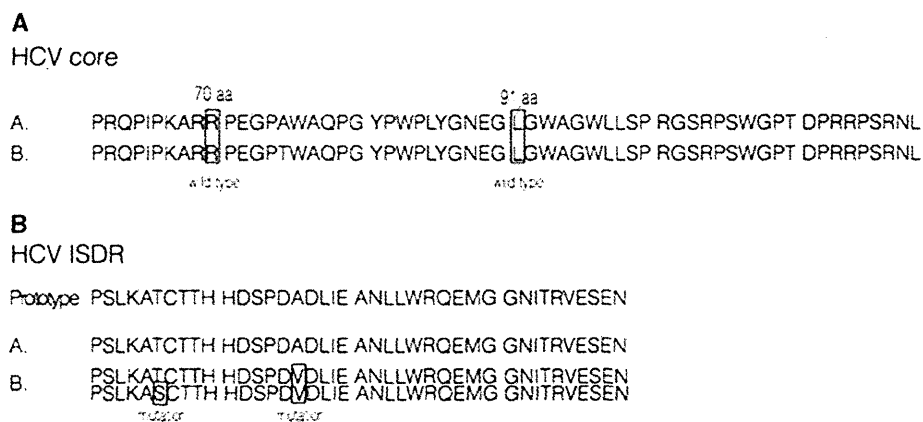 A
HCV core
70 aa 91 aa
A. PRQPIPKARR PEGPAWAQPG YPWPLYGNEG LGWAGWLLSP RGSRPSWGPT DPRRPSRNL
B. PRQPIPKARR PEGPTWAQPG YPWPLYGNEG LGWAGWLLSP RGSRPSWGPT DPRRPSRNL
wild type wild type
B
HCV ISDR
Prototype PSLKATCTTH HDSPDADLIE ANLLWRQEMG GNITRVESEN
A. PSLKATCTTH HDSPDADLIE ANLLWRQEMG GNITRVESEN
B. PSLKATCTTH HDSPDVDLIE ANLLWRQEMG GNITRVESEN
PSLKASCTTH HDSPDVDLIE ANLLWRQEMG GNITRVESEN
mutation mutation